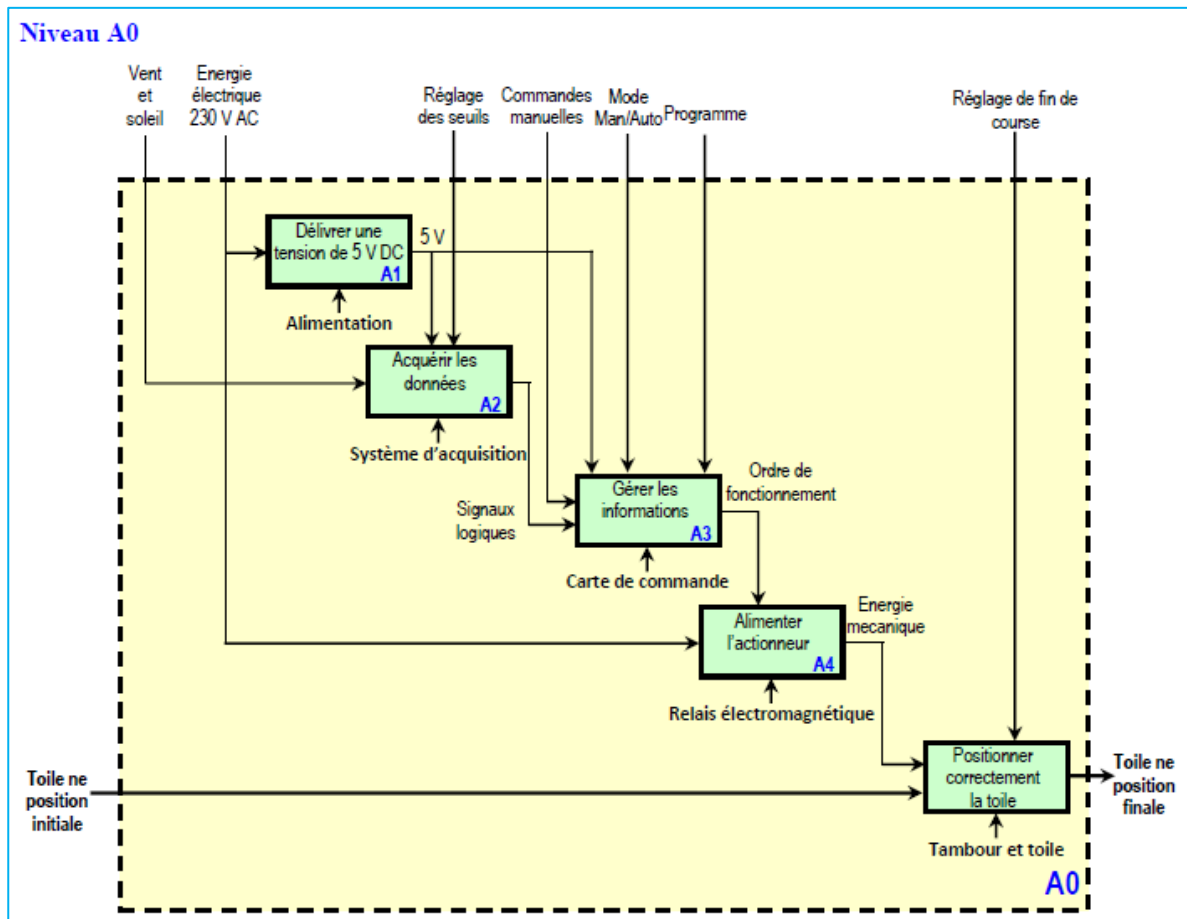 Niveau A0
Vent
et
soleil
Energie
électrique
230 V AC
Réglage
des seuils
Commandes
manuelles
Mode
Man/Auto
Programme
Réglage de fin de
course
Délivrer une
tension de 5 V DC
A1
5 V
Alimentation
Acquérir les
données
A2
Système d'acquisition
Signaux
logiques
Gérer les
informations
A3
Ordre de
fonctionnement
Carte de commande
Alimenter
l'actionneur
A4
Energie
mecanique
Relais électromagnétique
Toile ne
position
initiale
Positionner
correctement
la toile
Toile ne
position
finale
Tambour et toile
A0